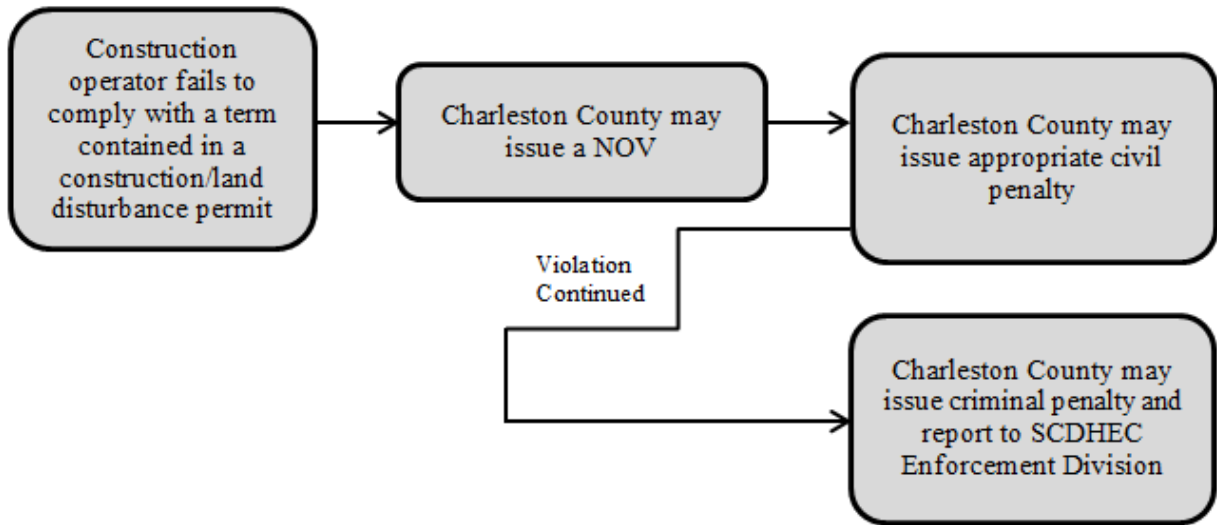 Construction
operator fails to
comply with a term
contained in a
construction/land
disturbance permit
Charleston County may
issue a NOV
Charleston County may
issue appropriate civil
penalty
Violation
Continued
Charleston County may
issue criminal penalty and
report to SCDHEC
Enforcement Division